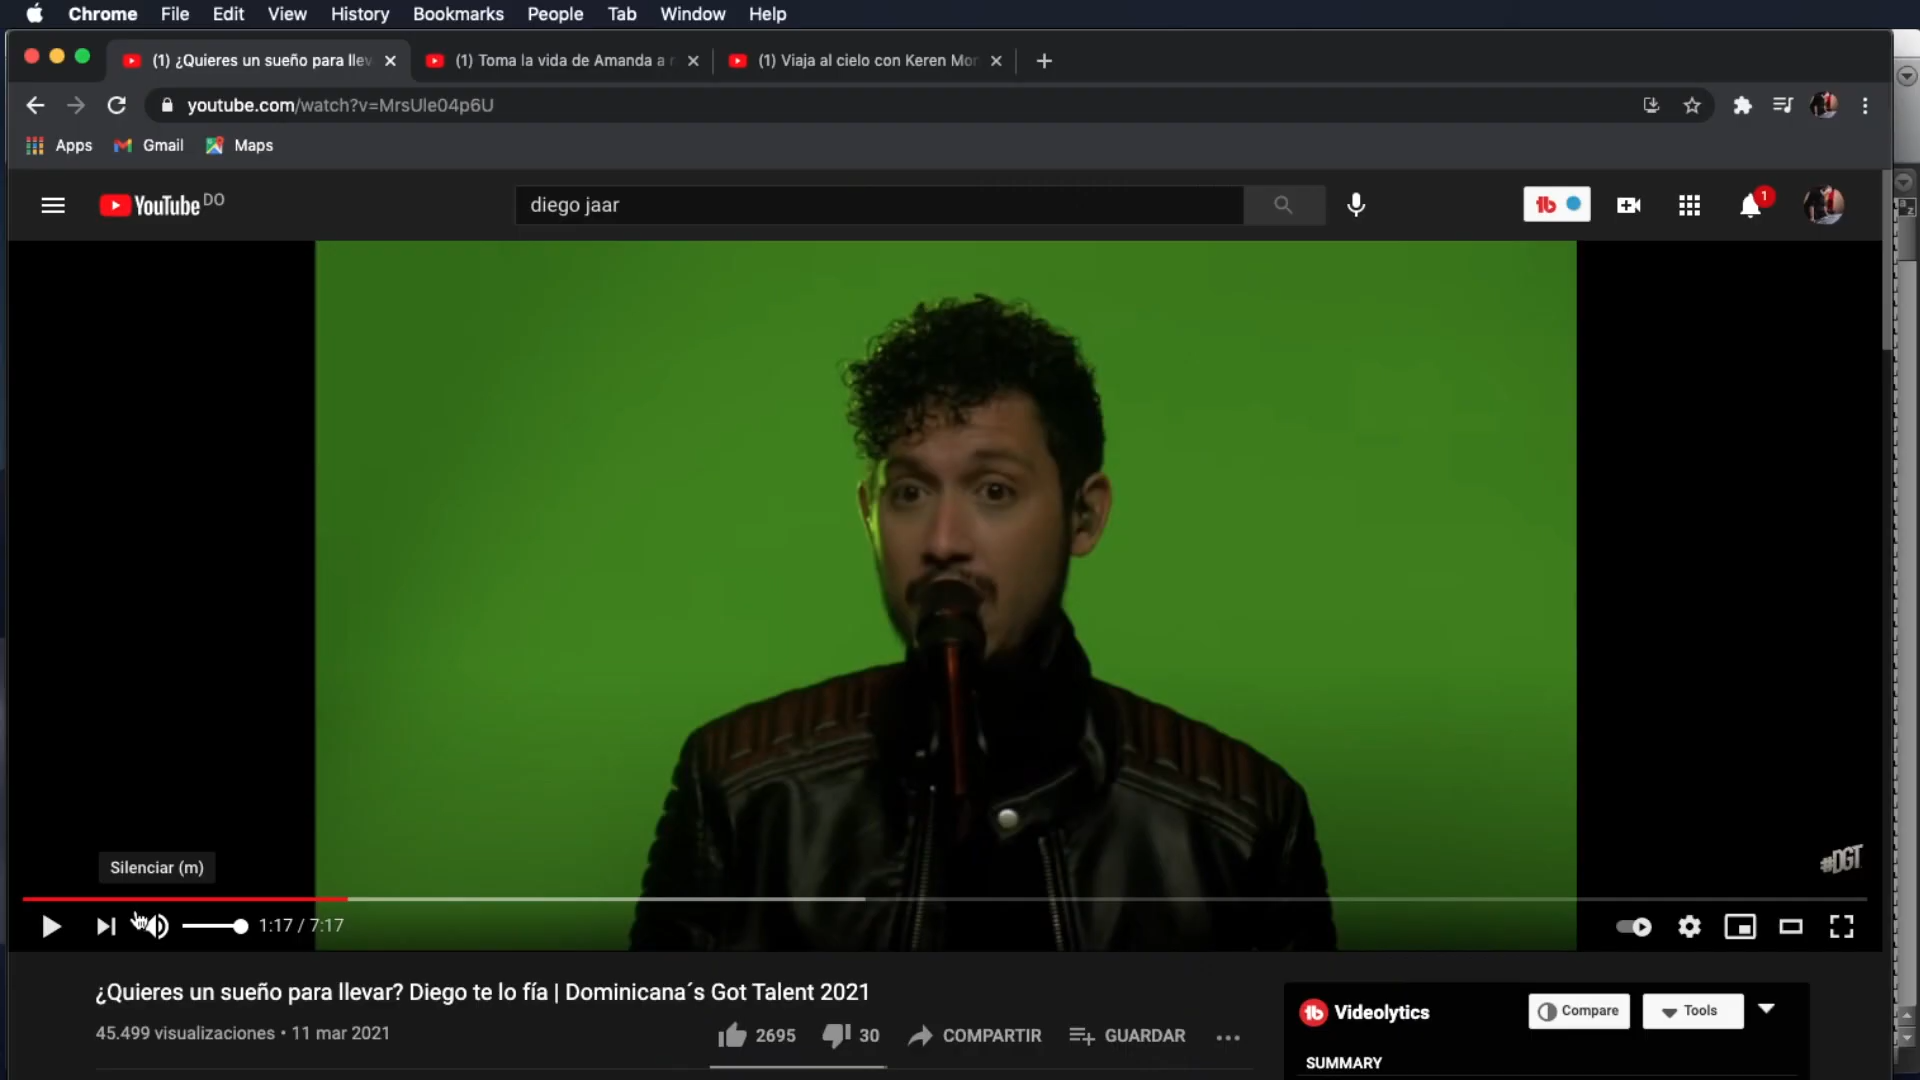 Chrome File Edit View History Bookmarks People Tab Window Help
(1) ¿Quieres un sueño para llev (1) Toma la vida de Amanda a (1) Viaja al cielo con Keren Mon
youtube.com/watch?v=MrsUle04p6U
Apps Gmail Maps
YouTube DO
diego jaar
1
Silenciar (m)
#DGT
1:17 / 7:17
¿Quieres un sueño para llevar? Diego te lo fía | Dominicana´s Got Talent 2021
45.499 visualizaciones • 11 mar 2021
2695 30 COMPARTIR GUARDAR
Videolytics Compare Tools
SUMMARY